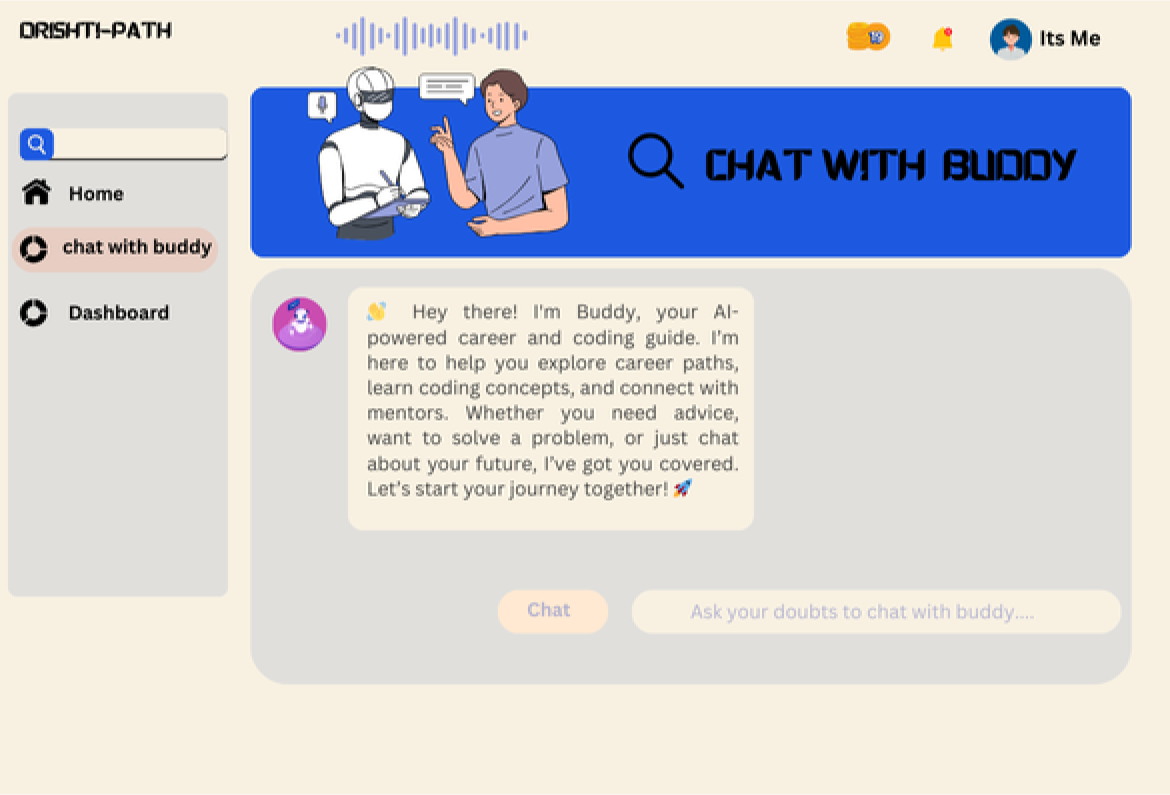 DRISHTI-PATH
Its Me
Home
chat with buddy
Dashboard
CHAT WITH BUDDY
👋 Hey there! I'm Buddy, your AI-
powered career and coding guide. I'm
here to help you explore career paths,
learn coding concepts, and connect with
mentors. Whether you need advice,
want to solve a problem, or just chat
about your future, I've got you covered.
Let's start your journey together! 🚀
Chat
Ask your doubts to chat with buddy....